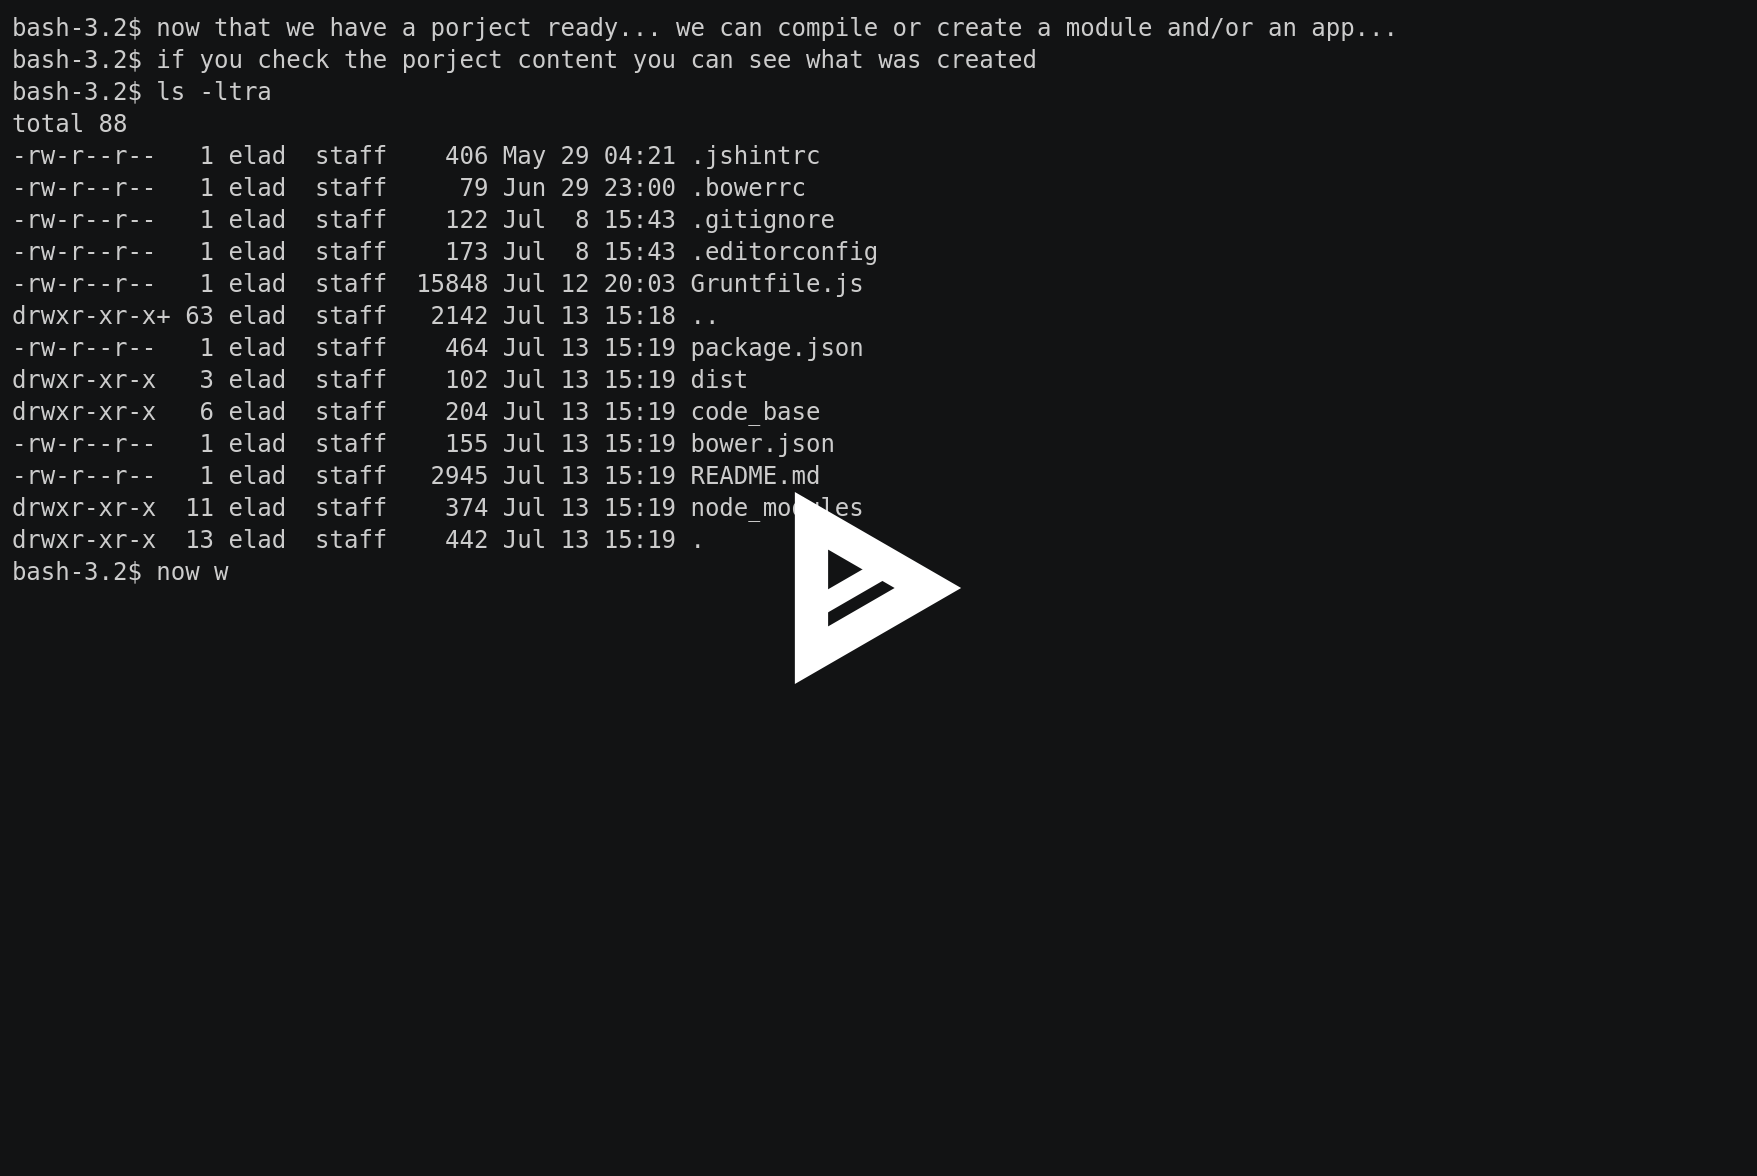 bash-3.2$ now that we have a porject ready... we can compile or create a module and/or an app...
bash-3.2$ if you check the porject content you can see what was created
bash-3.2$ ls -ltra
total 88
-rw-r--r--   1 elad  staff    406 May 29 04:21 .jshintrc
-rw-r--r--   1 elad  staff     79 Jun 29 23:00 .bowerrc
-rw-r--r--   1 elad  staff    122 Jul  8 15:43 .gitignore
-rw-r--r--   1 elad  staff    173 Jul  8 15:43 .editorconfig
-rw-r--r--   1 elad  staff  15848 Jul 12 20:03 Gruntfile.js
drwxr-xr-x+ 63 elad  staff   2142 Jul 13 15:18 ..
-rw-r--r--   1 elad  staff    464 Jul 13 15:19 package.json
drwxr-xr-x   3 elad  staff    102 Jul 13 15:19 dist
drwxr-xr-x   6 elad  staff    204 Jul 13 15:19 code_base
-rw-r--r--   1 elad  staff    155 Jul 13 15:19 bower.json
-rw-r--r--   1 elad  staff   2945 Jul 13 15:19 README.md
drwxr-xr-x  11 elad  staff    374 Jul 13 15:19 node_modules
drwxr-xr-x  13 elad  staff    442 Jul 13 15:19 .
bash-3.2$ now w